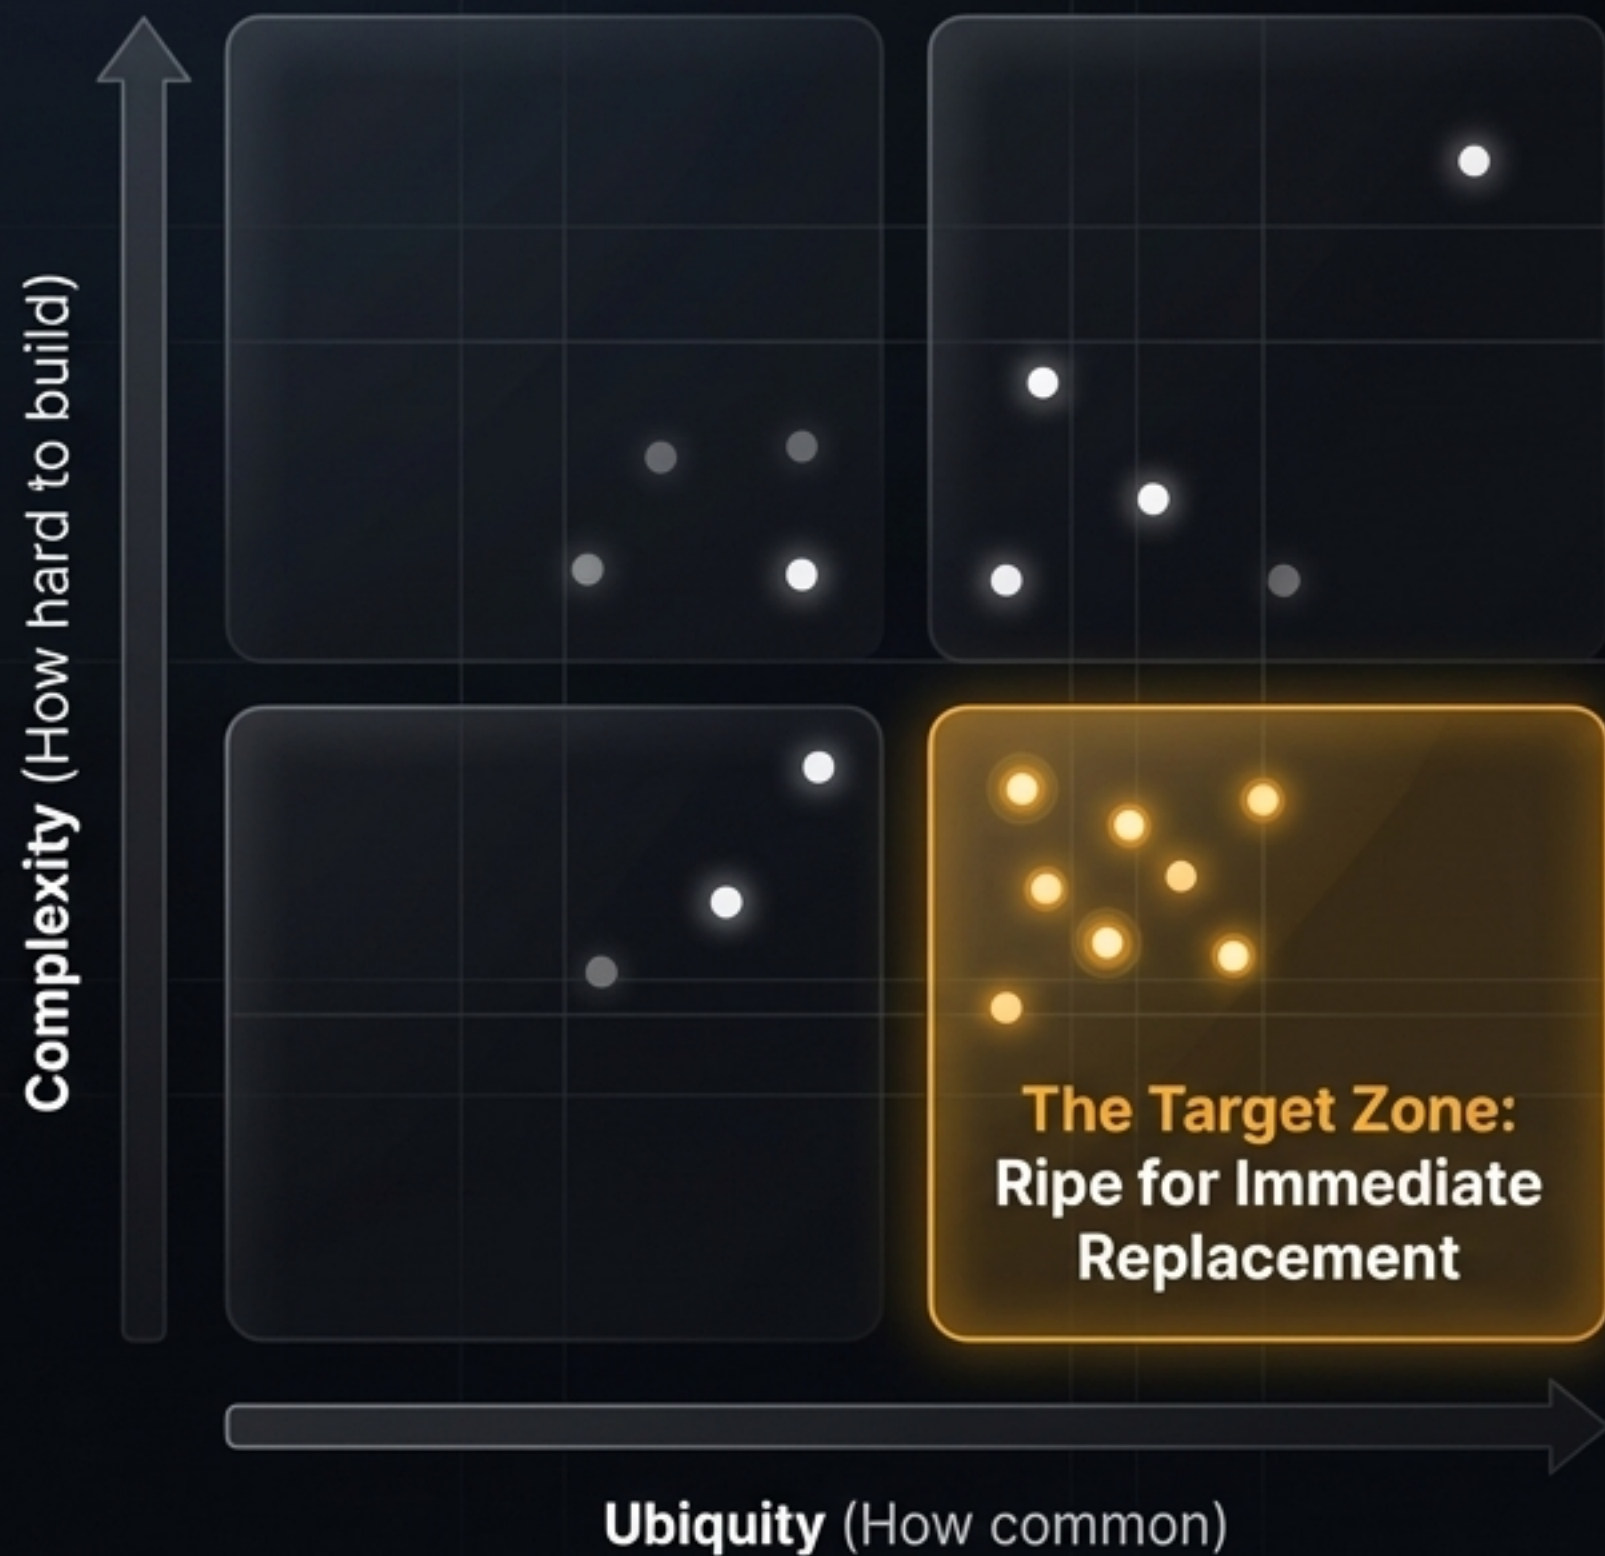 Complexity (How hard to build)
The Target Zone:
Ripe for Immediate
Replacement
Ubiquity (How common)